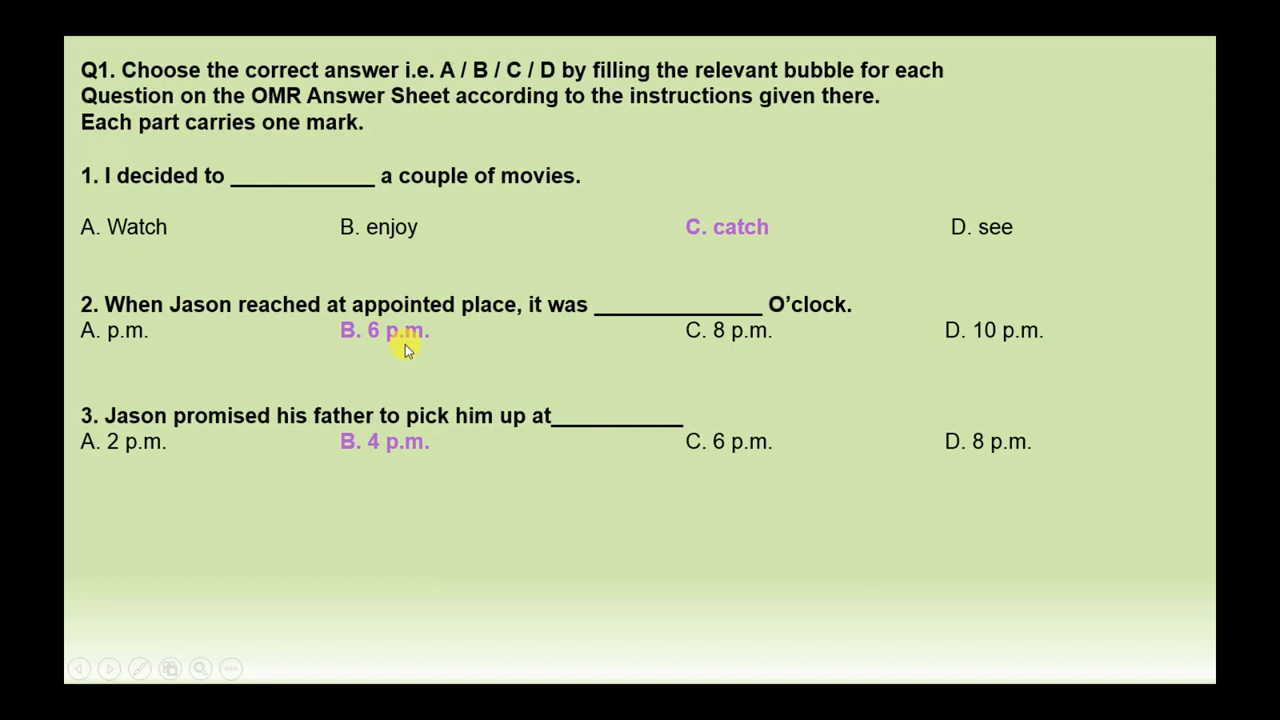 Q1. Choose the correct answer i.e. A / B / C / D by filling the relevant bubble for each
Question on the OMR Answer Sheet according to the instructions given there.
Each part carries one mark.
1. I decided to ____________ a couple of movies.
A. Watch B. enjoy C. catch D. see
2. When Jason reached at appointed place, it was ______________ O’clock.
A. p.m. B. 6 p.m. C. 8 p.m. D. 10 p.m.
3. Jason promised his father to pick him up at___________
A. 2 p.m. B. 4 p.m. C. 6 p.m. D. 8 p.m.